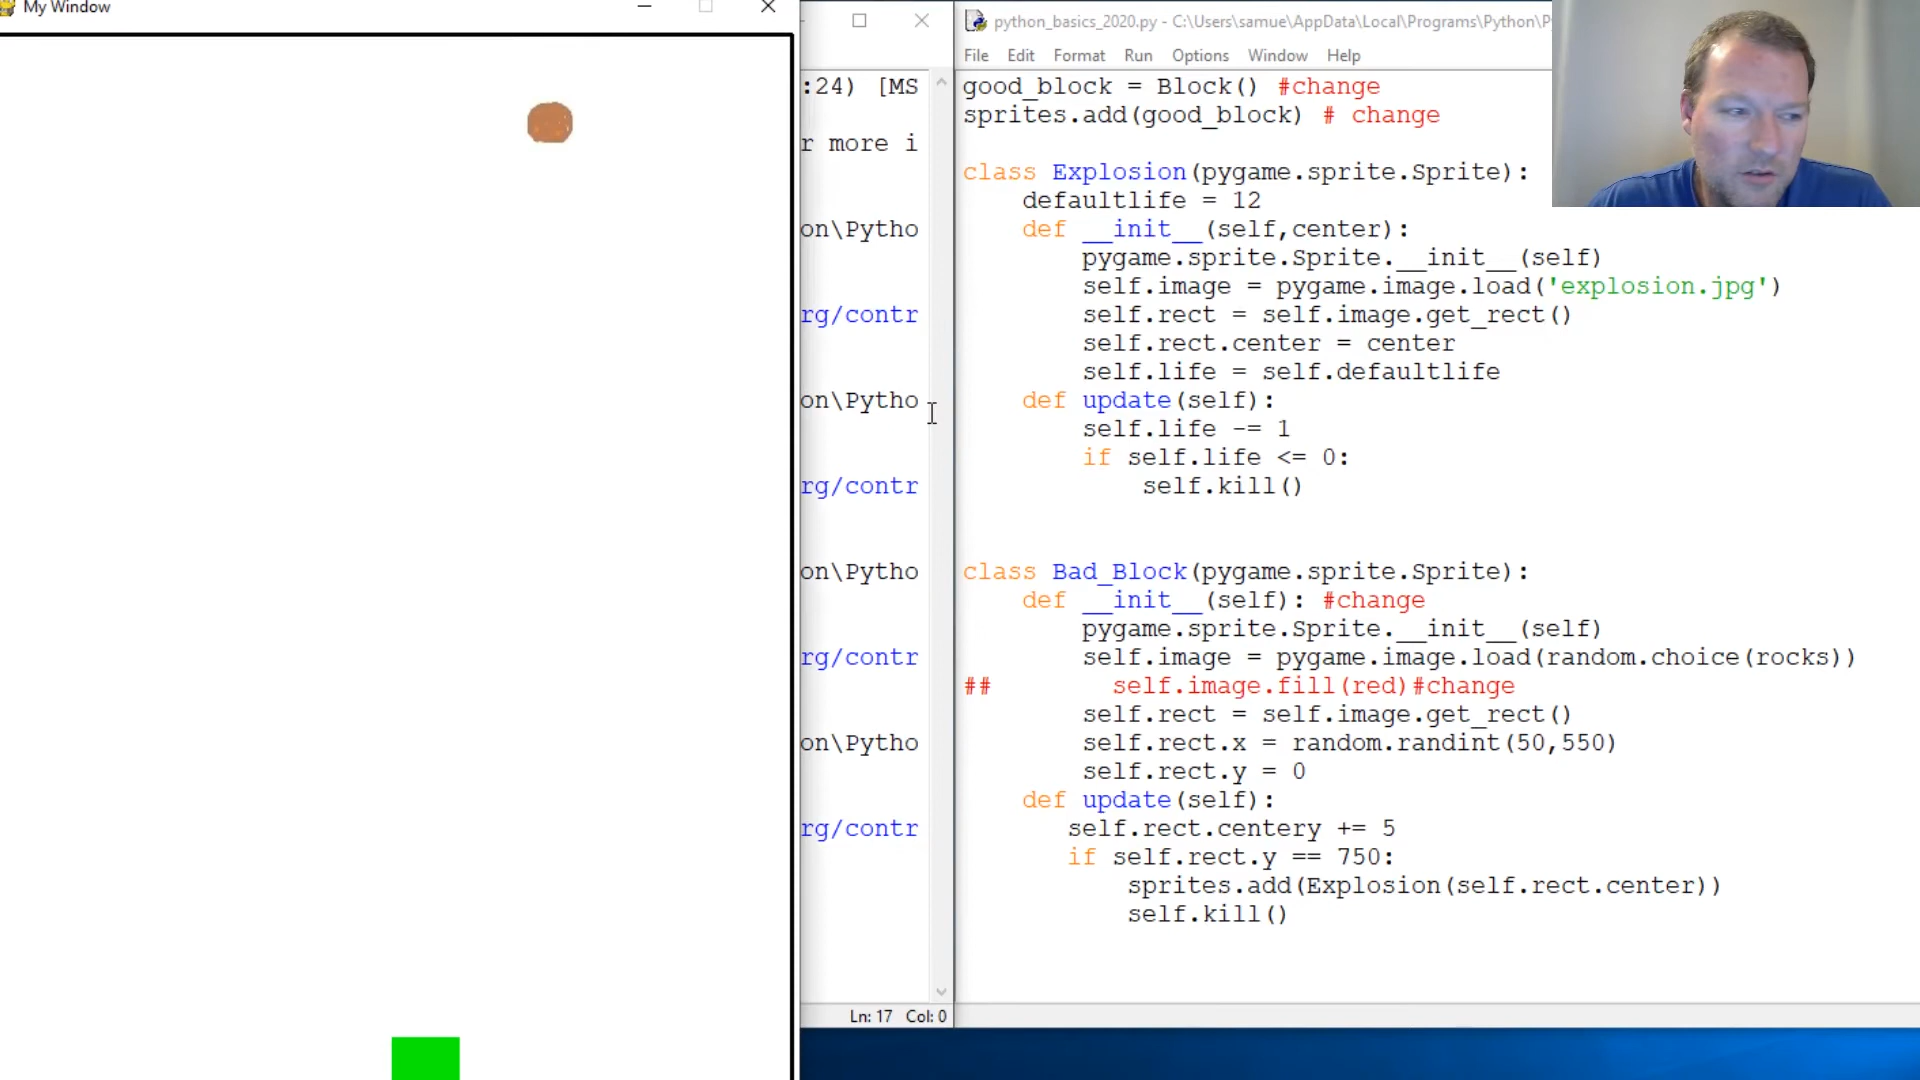 My Window
:24) [MS
r more i
on\Pytho
rg/contr
on\Pytho
rg/contr
on\Pytho
rg/contr
on\Pytho
rg/contr
Ln: 17 Col: 0
python_basics_2020.py - C:\Users\samue\AppData\Local\Programs\Python\P
File Edit Format Run Options Window Help
good_block = Block() #change
sprites.add(good_block) # change
class Explosion(pygame.sprite.Sprite):
    defaultlife = 12
    def __init__(self,center):
        pygame.sprite.Sprite.__init__(self)
        self.image = pygame.image.load('explosion.jpg')
        self.rect = self.image.get_rect()
        self.rect.center = center
        self.life = self.defaultlife
    def update(self):
        self.life -= 1
        if self.life <= 0:
            self.kill()
class Bad_Block(pygame.sprite.Sprite):
    def __init__(self): #change
        pygame.sprite.Sprite.__init__(self)
        self.image = pygame.image.load(random.choice(rocks))
##        self.image.fill(red)#change
        self.rect = self.image.get_rect()
        self.rect.x = random.randint(50,550)
        self.rect.y = 0
    def update(self):
       self.rect.centery += 5
       if self.rect.y == 750:
           sprites.add(Explosion(self.rect.center))
           self.kill()